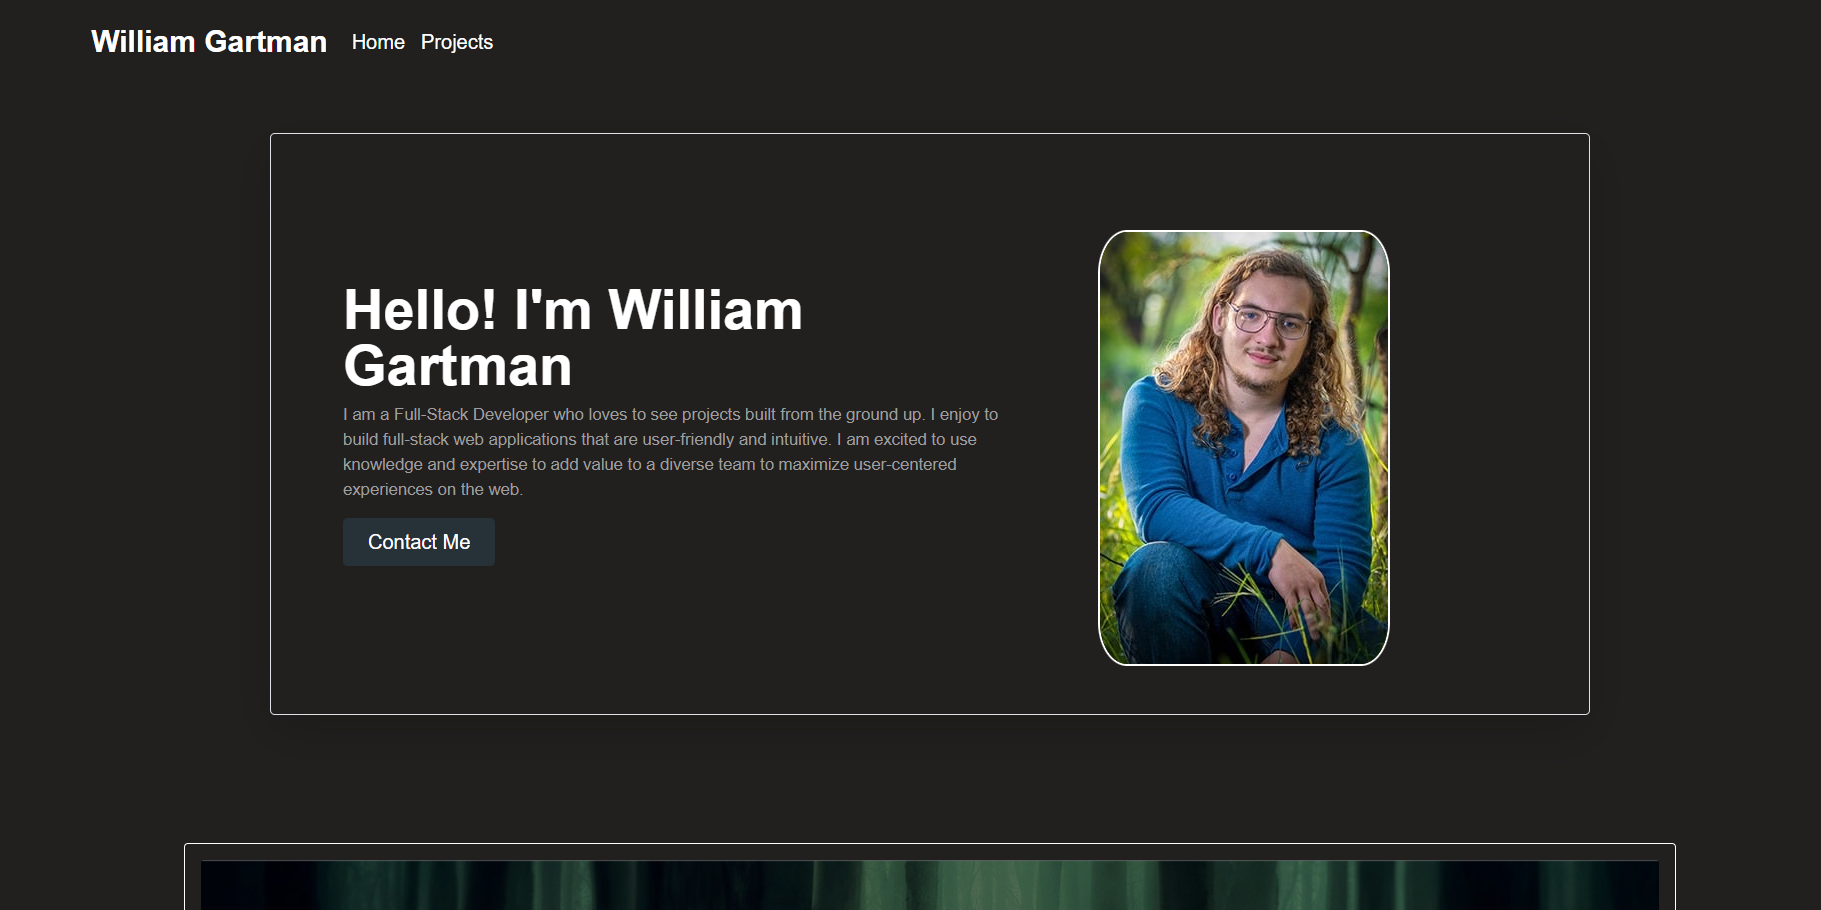 William Gartman Home Projects
Hello! I'm William
Gartman
I am a Full-Stack Developer who loves to see projects built from the ground up. I enjoy to
build full-stack web applications that are user-friendly and intuitive. I am excited to use
knowledge and expertise to add value to a diverse team to maximize user-centered
experiences on the web.
Contact Me